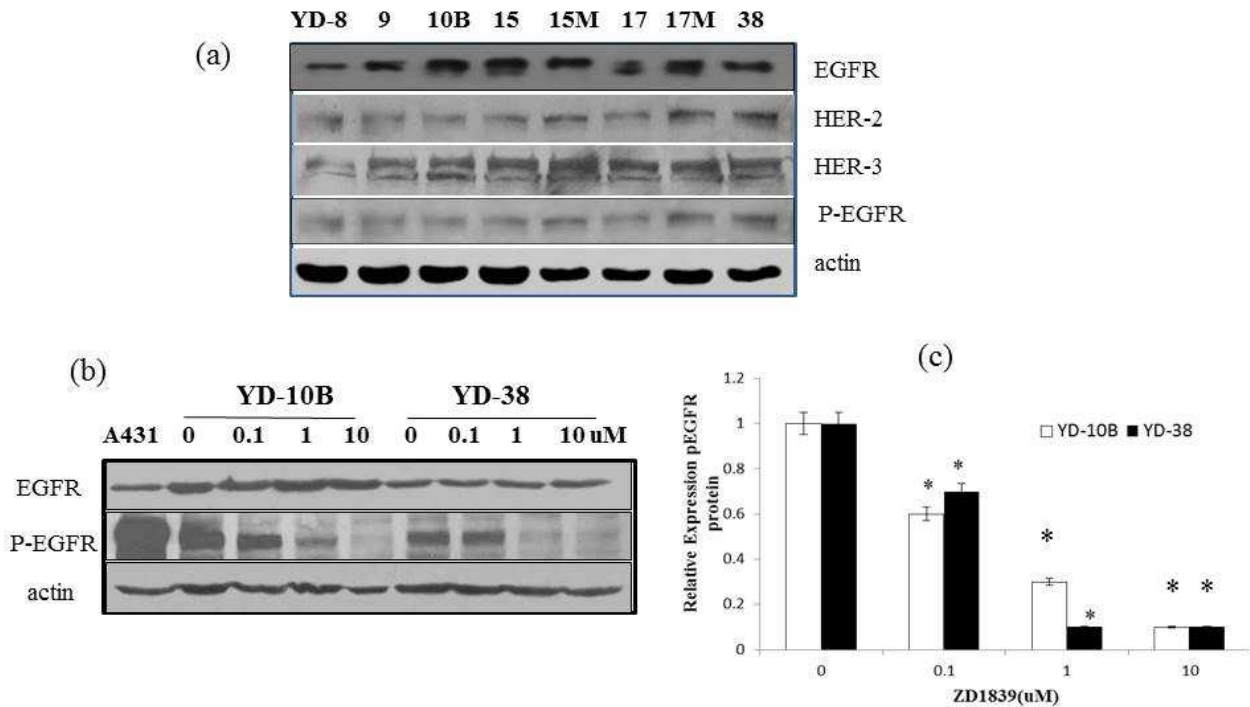 (a)
YD-8 9 10B 15 15M 17 17M 38
EGFR
HER-2
HER-3
P-EGFR
actin
(b)
YD-10B YD-38
A431 0 0.1 1 10 0 0.1 1 10 uM
EGFR
P-EGFR
actin
(c)
Relative Expression pEGFR
protein
1.2
1
0.8
0.6
0.4
0.2
0
YD-10B YD-38
* *
* *
* *
0 0.1 1 10
ZD1839(uM)